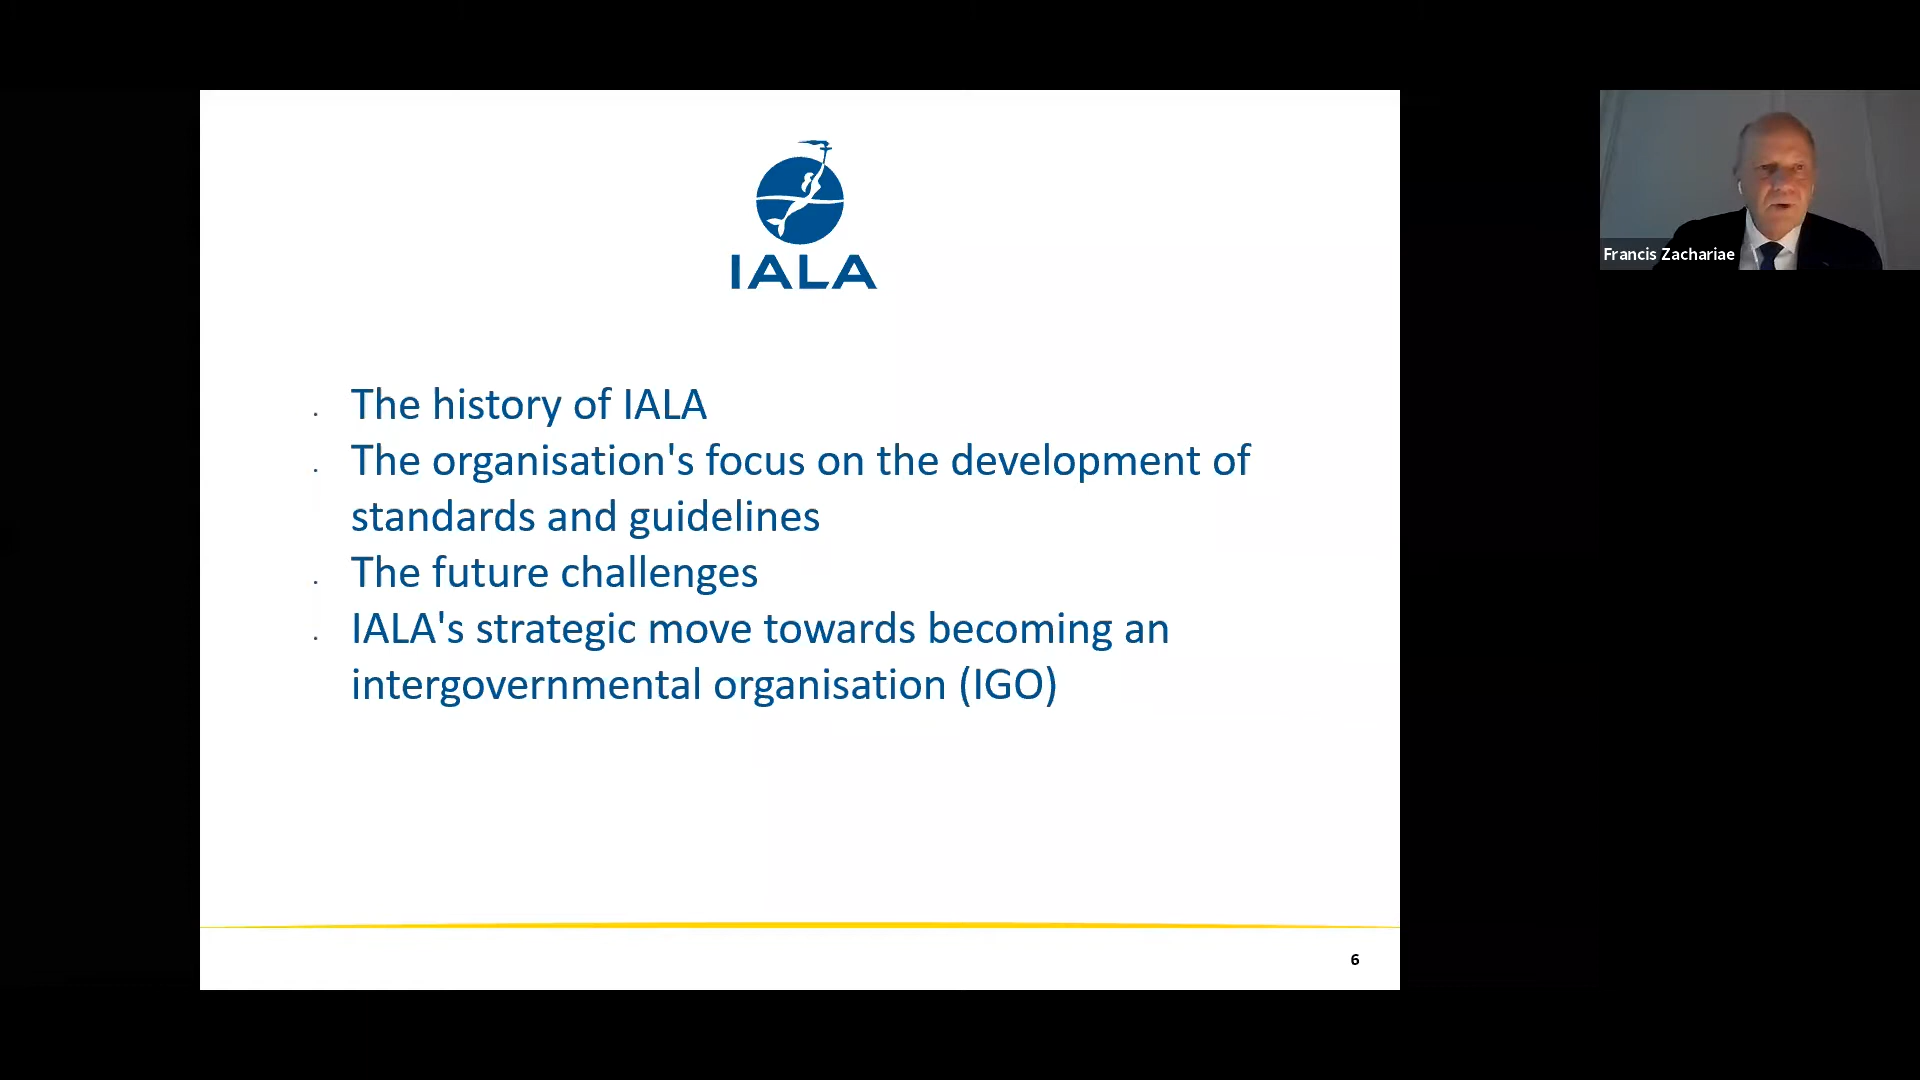 IALA
Francis Zachariae
· The history of IALA
· The organisation's focus on the development of
standards and guidelines
· The future challenges
· IALA's strategic move towards becoming an
intergovernmental organisation (IGO)
6